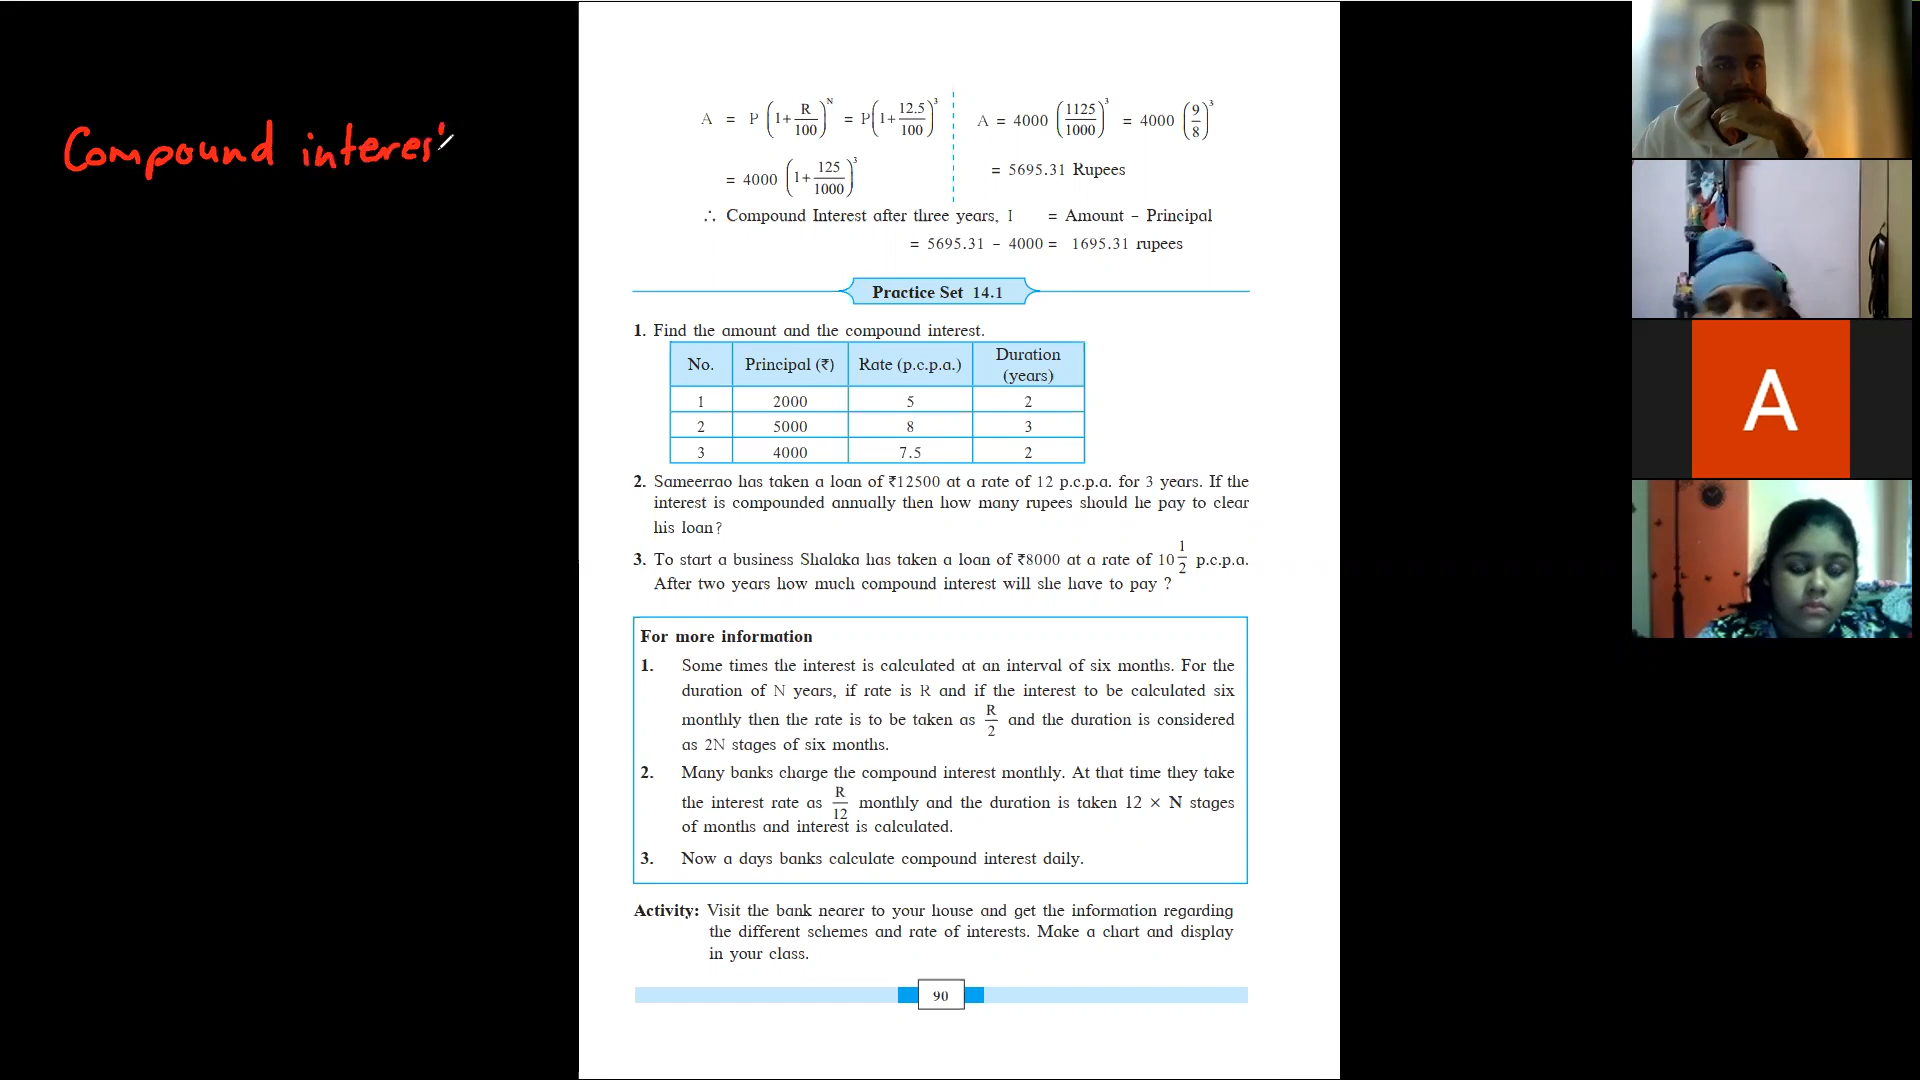 Compound interest
A = P (1+R/100)^N = P(1+12.5/100)^3
= 4000 (1+125/1000)^3
A = 4000 (1125/1000)^3 = 4000 (9/8)^3
= 5695.31 Rupees
∴ Compound Interest after three years, I = Amount - Principal
= 5695.31 - 4000 = 1695.31 rupees
Practice Set 14.1
1. Find the amount and the compound interest.
No. Principal (₹) Rate (p.c.p.a.) Duration (years)
1 2000 5 2
2 5000 8 3
3 4000 7.5 2
2. Sameerrao has taken a loan of ₹12500 at a rate of 12 p.c.p.a. for 3 years. If the
interest is compounded annually then how many rupees should he pay to clear
his loan?
3. To start a business Shalaka has taken a loan of ₹8000 at a rate of 10 1/2 p.c.p.a.
After two years how much compound interest will she have to pay ?
For more information
1. Some times the interest is calculated at an interval of six months. For the
duration of N years, if rate is R and if the interest to be calculated six
monthly then the rate is to be taken as R/2 and the duration is considered
as 2N stages of six months.
2. Many banks charge the compound interest monthly. At that time they take
the interest rate as R/12 monthly and the duration is taken 12 × N stages
of months and interest is calculated.
3. Now a days banks calculate compound interest daily.
Activity: Visit the bank nearer to your house and get the information regarding
the different schemes and rate of interests. Make a chart and display
in your class.
90
A